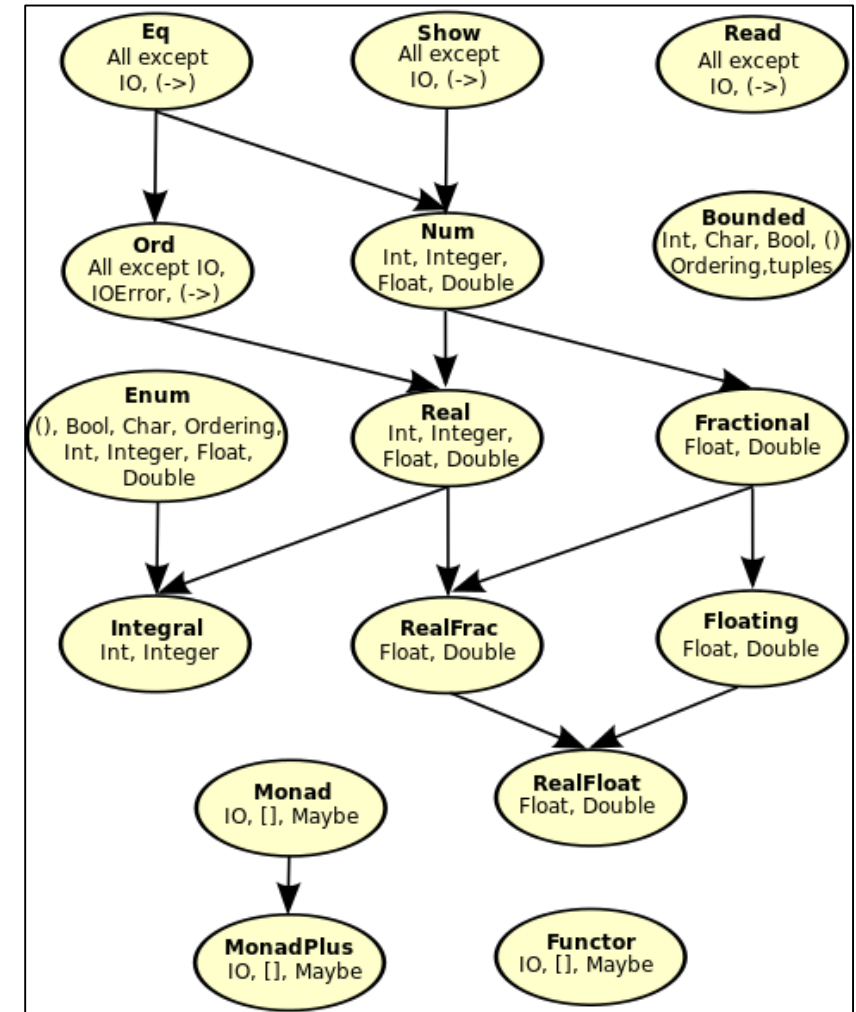 Eq
All except
IO, (->)
Show
All except
IO, (->)
Read
All except
IO, (->)
Ord
All except IO,
IOError, (->)
Num
Int, Integer,
Float, Double
Bounded
Int, Char, Bool, ()
Ordering,tuples
Enum
(), Bool, Char, Ordering,
Int, Integer, Float,
Double
Real
Int, Integer,
Float, Double
Fractional
Float, Double
Integral
Int, Integer
RealFrac
Float, Double
Floating
Float, Double
Monad
IO, [], Maybe
RealFloat
Float, Double
MonadPlus
IO, [], Maybe
Functor
IO, [], Maybe